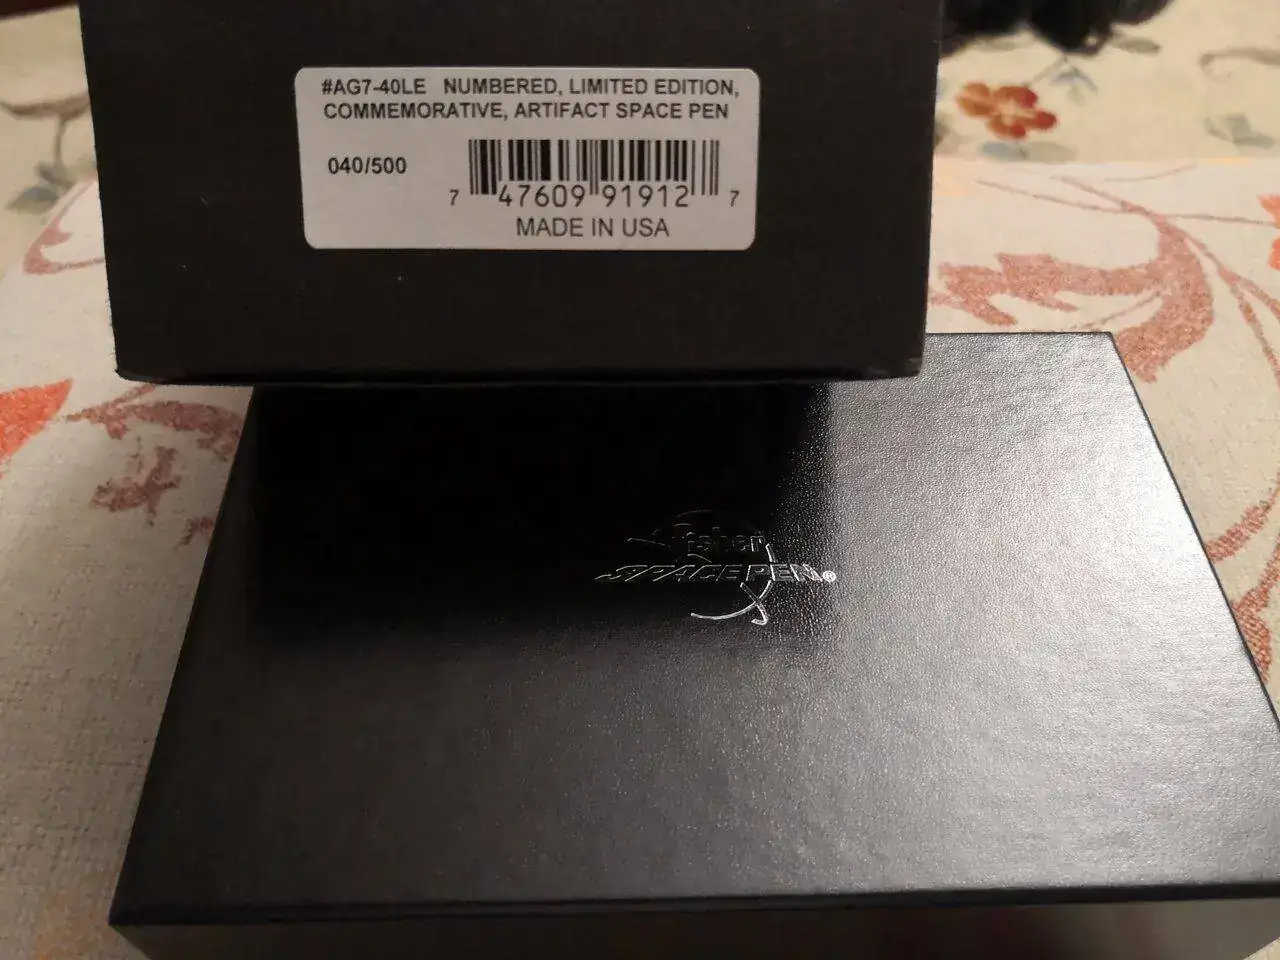 #AG7-40LE NUMBERED, LIMITED EDITION,
COMMEMORATIVE, ARTIFACT SPACE PEN
040/500
7 47609 91912 7
MADE IN USA
Fisher
SPACE PEN®